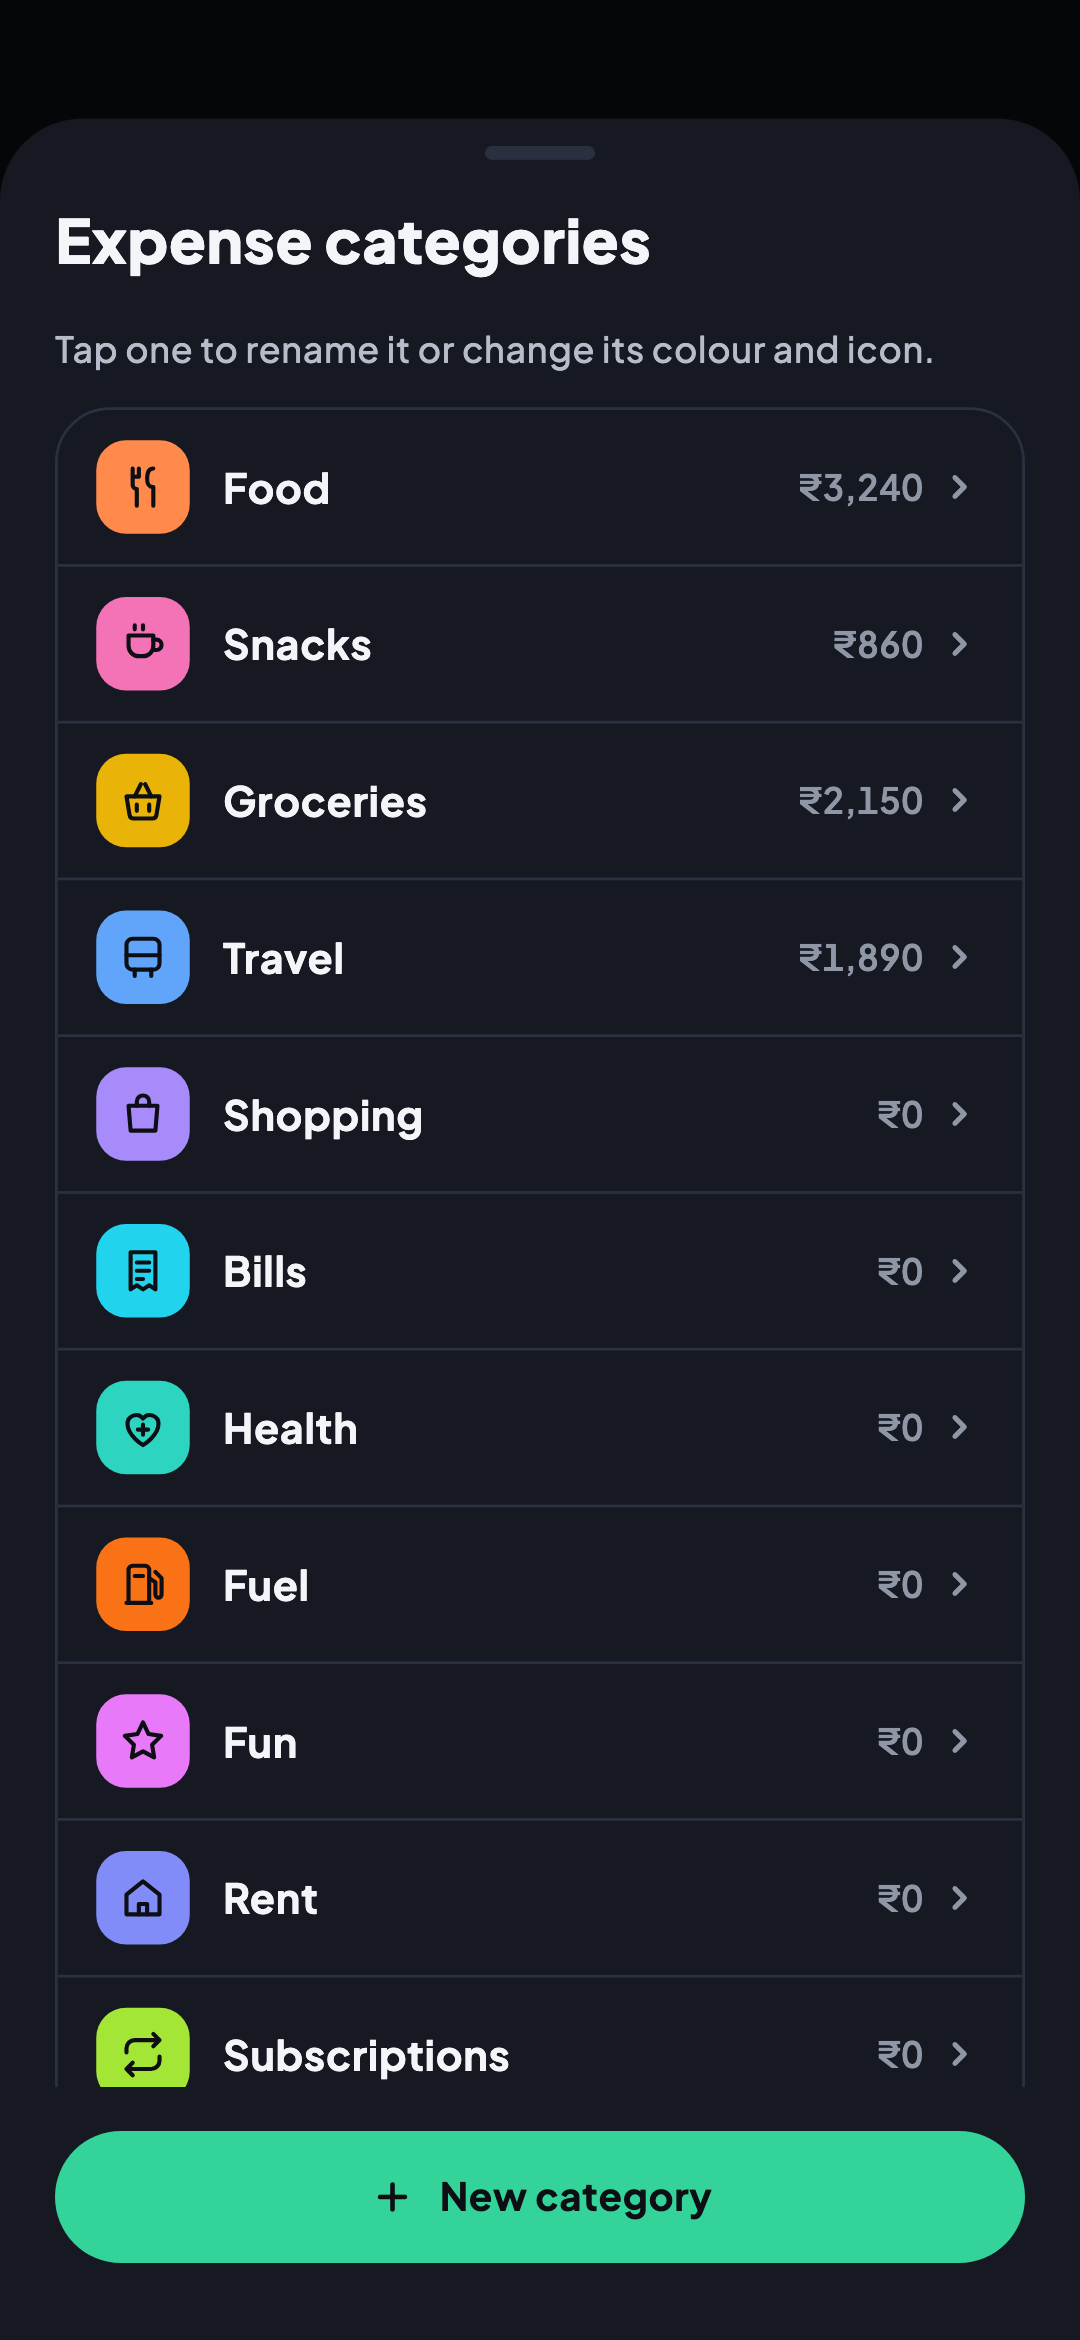 Expense categories
Tap one to rename it or change its colour and icon.
Food ₹3,240
Snacks ₹860
Groceries ₹2,150
Travel ₹1,890
Shopping ₹0
Bills ₹0
Health ₹0
Fuel ₹0
Fun ₹0
Rent ₹0
Subscriptions ₹0
+ New category